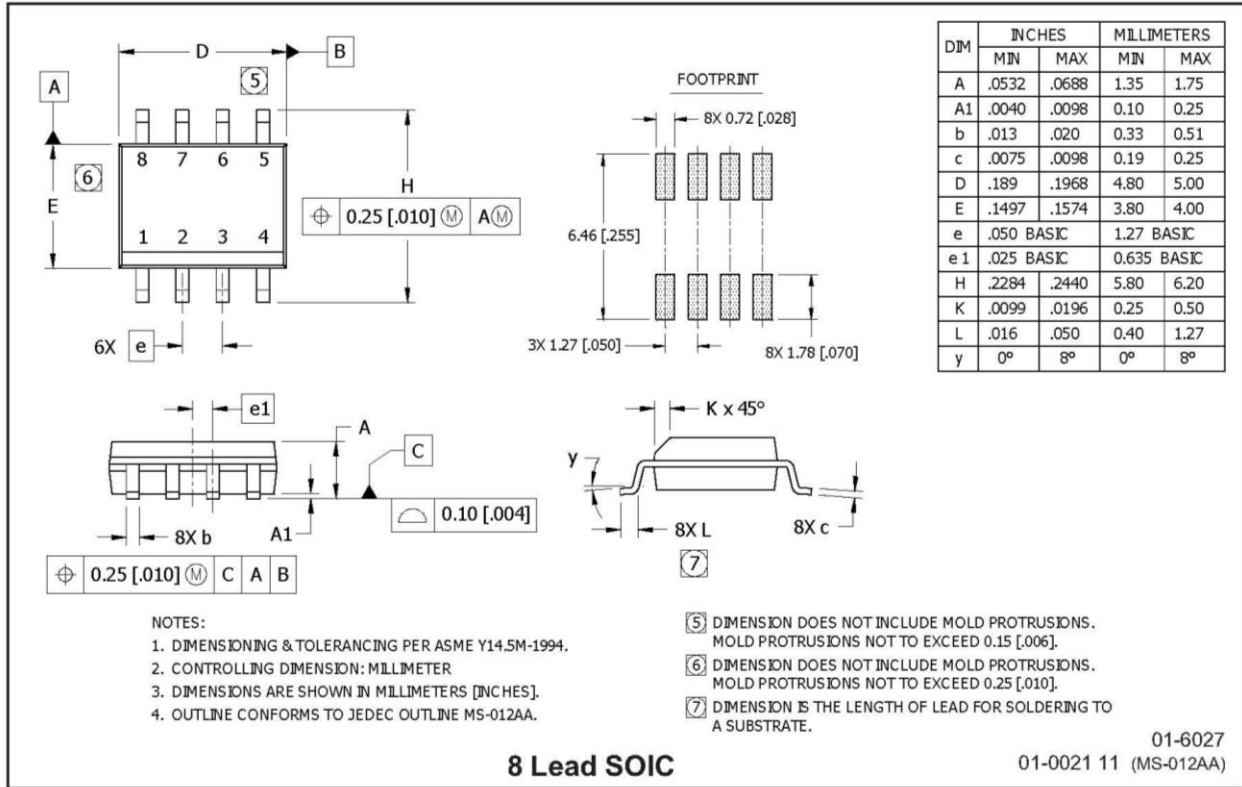 D
B
5
A
8 7 6 5
6
E
H
⌖ 0.25 [.010] Ⓜ AⓂ
1 2 3 4
6X e
FOOTPRINT
8X 0.72 [.028]
6.46 [.255]
3X 1.27 [.050]
8X 1.78 [.070]
DIM INCHES MILLIMETERS
MIN MAX MIN MAX
A .0532 .0688 1.35 1.75
A1 .0040 .0098 0.10 0.25
b .013 .020 0.33 0.51
c .0075 .0098 0.19 0.25
D .189 .1968 4.80 5.00
E .1497 .1574 3.80 4.00
e .050 BASIC 1.27 BASIC
e 1 .025 BASIC 0.635 BASIC
H .2284 .2440 5.80 6.20
K .0099 .0196 0.25 0.50
L .016 .050 0.40 1.27
y 0° 8° 0° 8°
e1
A
C
0.10 [.004]
8X b
A1
⌖ 0.25 [.010] Ⓜ C A B
K x 45°
y
8X L
8X c
7
NOTES:
1. DIMENSIONING & TOLERANCING PER ASME Y14.5M-1994.
2. CONTROLLING DIMENSION: MILLIMETER
3. DIMENSIONS ARE SHOWN IN MILLIMETERS [INCHES].
4. OUTLINE CONFORMS TO JEDEC OUTLINE MS-012AA.
5 DIMENSION DOES NOT INCLUDE MOLD PROTRUSIONS.
MOLD PROTRUSIONS NOT TO EXCEED 0.15 [.006].
6 DIMENSION DOES NOT INCLUDE MOLD PROTRUSIONS.
MOLD PROTRUSIONS NOT TO EXCEED 0.25 [.010].
7 DIMENSION IS THE LENGTH OF LEAD FOR SOLDERING TO
A SUBSTRATE.
8 Lead SOIC
01-6027
01-0021 11 (MS-012AA)